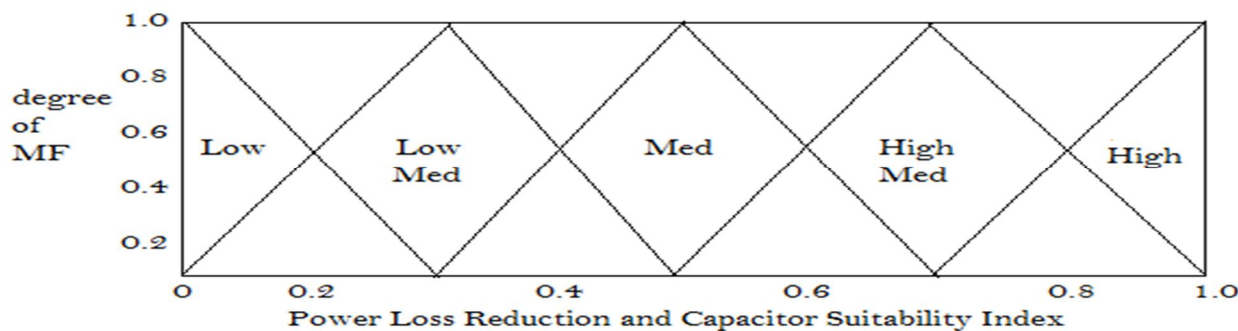 1.0
0.8
degree
of
MF
0.6
0.4
0.2
Low
Low
Med
Med
High
Med
High
0 0.2 0.4 0.6 0.8 1.0
Power Loss Reduction and Capacitor Suitability Index